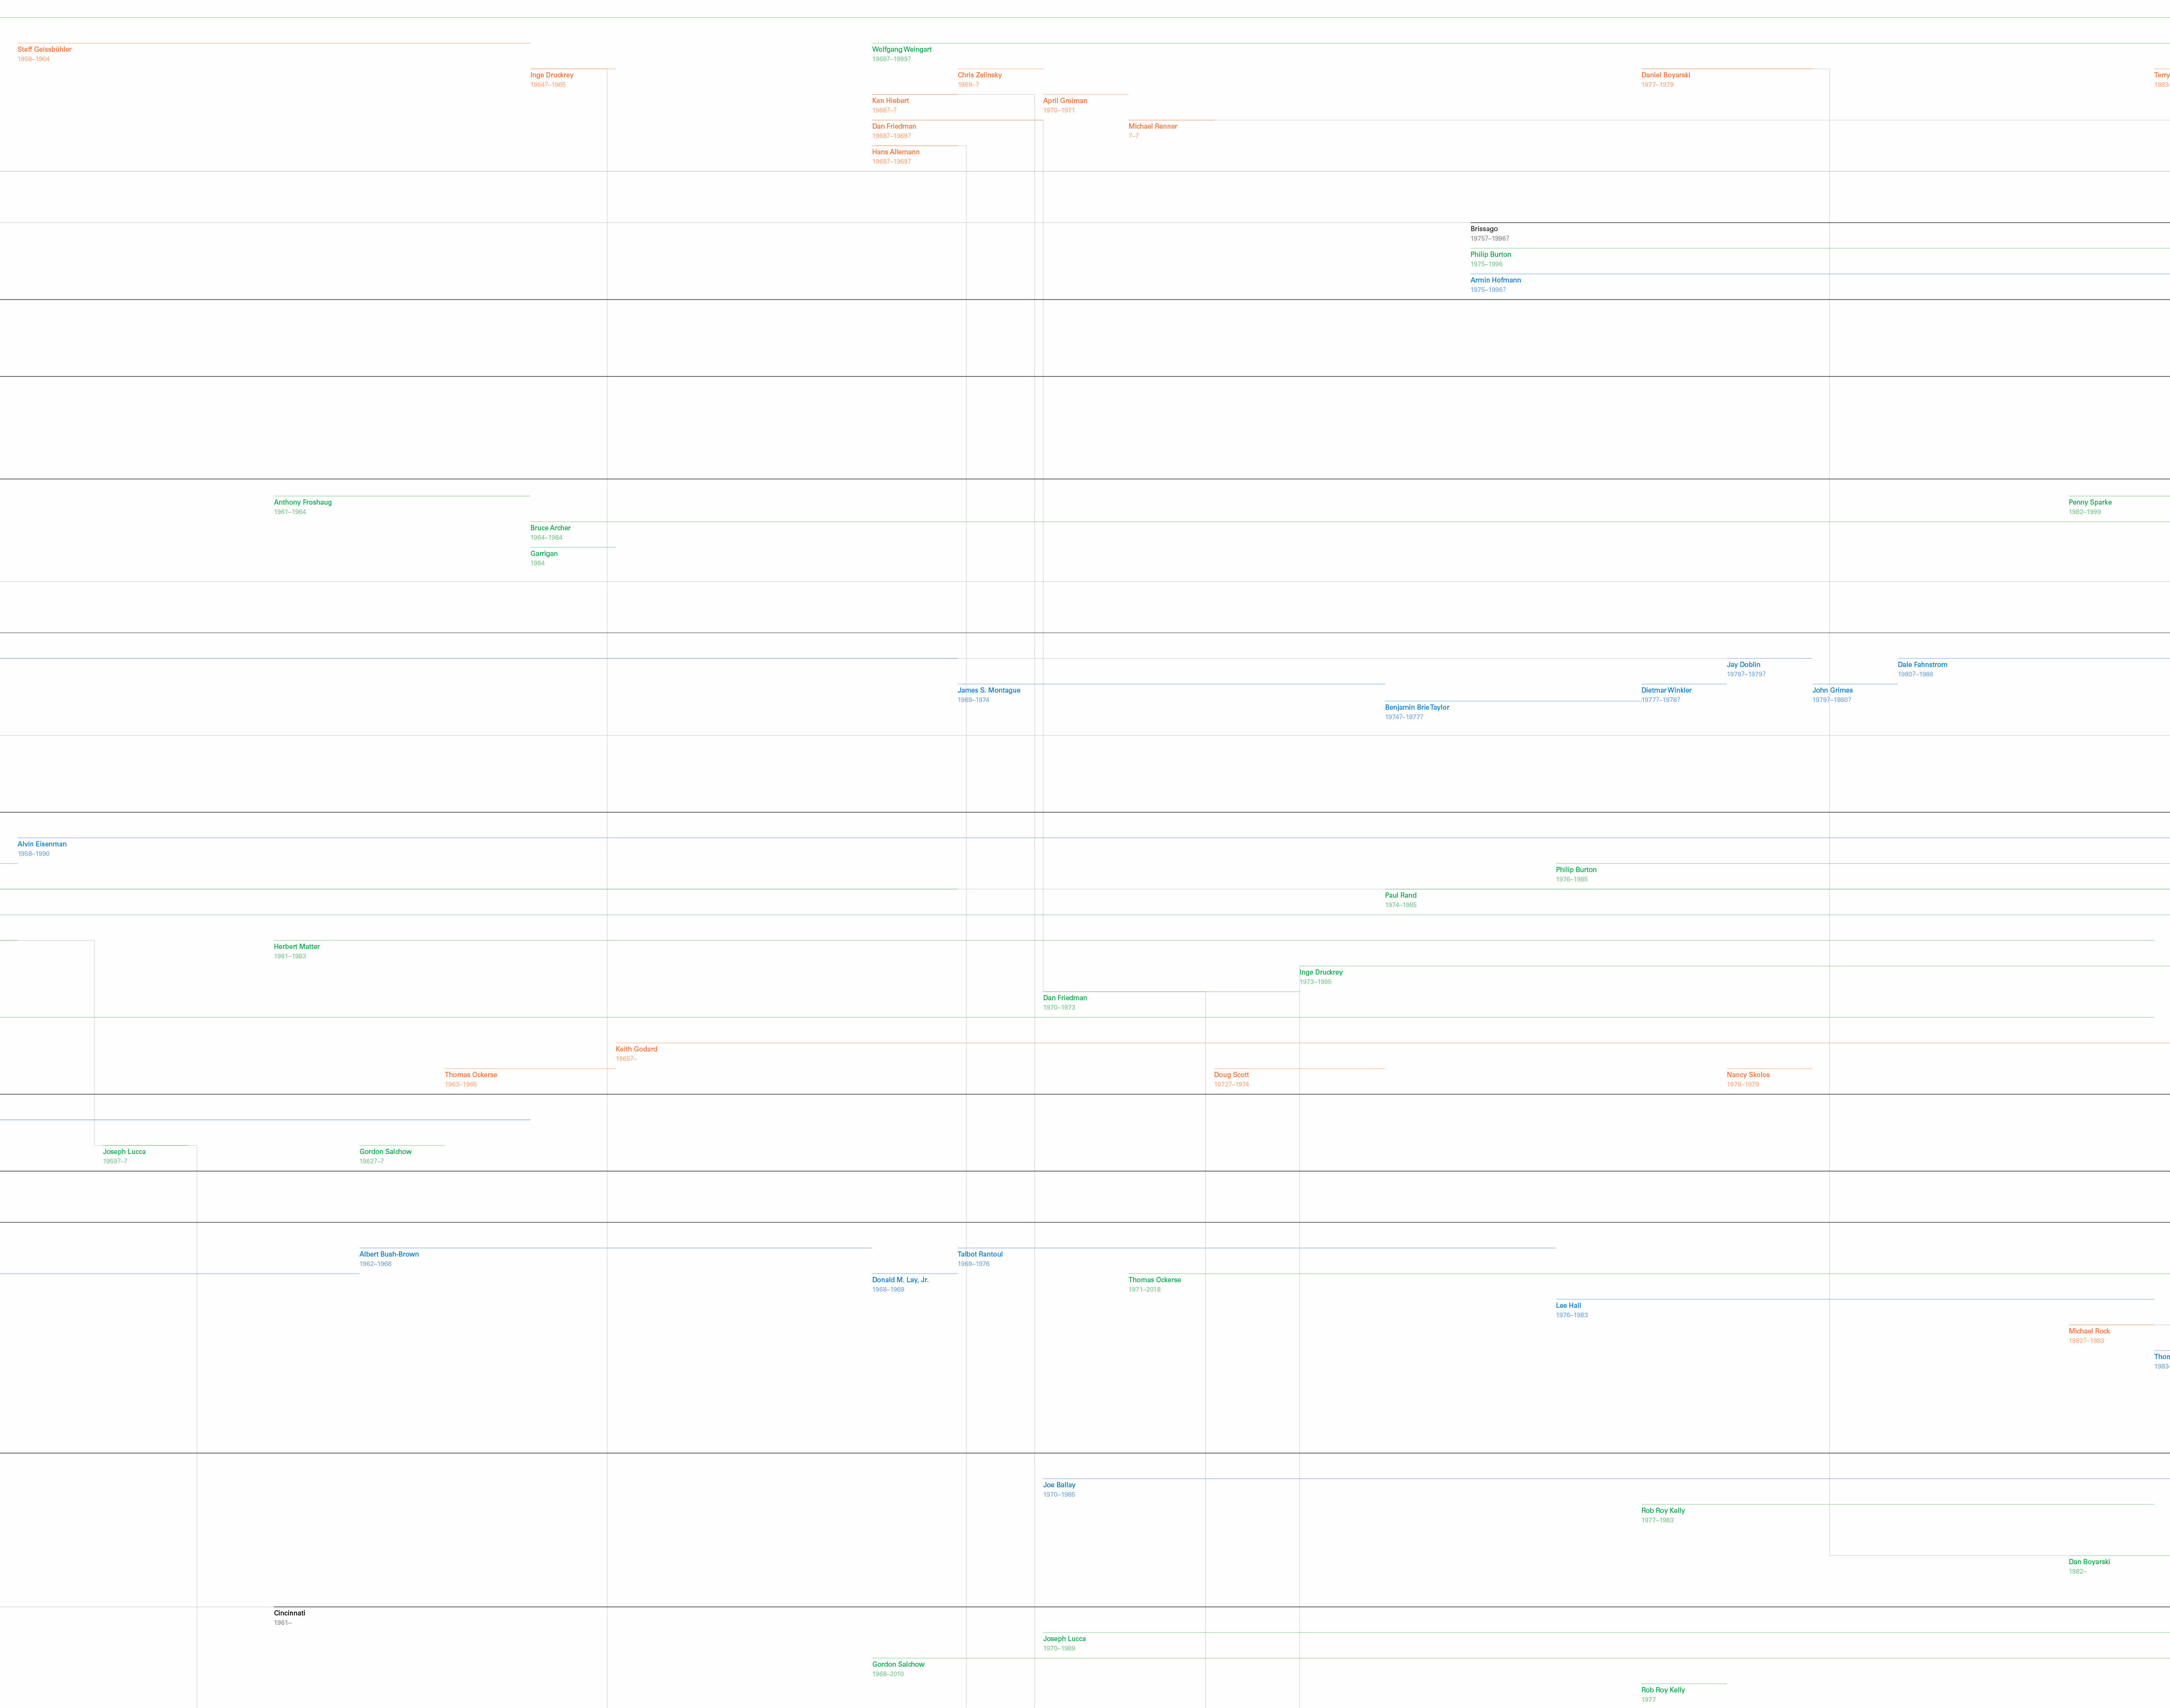 Steff Geissbühler
1958–1964
Wolfgang Weingart
1968?–1999?
Inge Druckrey
1964?–1965
Chris Zelinsky
1969–?
Daniel Boyarski
1977–1979
Terry
1983
Ken Hiebert
1968?–?
April Greiman
1970–1971
Dan Friedman
1968?–1969?
Michael Renner
?–?
Hans Allemann
1968?–1969?
Brissago
1975?–1996?
Philip Burton
1975–1996
Armin Hofmann
1975–1996?
Anthony Froshaug
1961–1964
Penny Sparke
1982–1999
Bruce Archer
1964–1984
Garrigan
1964
Jay Doblin
1978?–1979?
Dale Fahnstrom
1980?–1986
James S. Montague
1969–1974
Dietmar Winkler
1977?–1978?
John Grimes
1979?–1980?
Benjamin Brie Taylor
1974?–1977?
Alvin Eisenman
1958–1990
Philip Burton
1976–1985
Paul Rand
1974–1985
Herbert Matter
1961–1983
Inge Druckrey
1973–1995
Dan Friedman
1970–1973
Keith Godard
1965?–
Thomas Ockerse
1963–1965
Doug Scott
1972?–1974
Nancy Skolos
1978–1979
Joseph Lucca
1959?–?
Gordon Salchow
1962?–?
Albert Bush-Brown
1962–1968
Talbot Rantoul
1969–1976
Donald M. Lay, Jr.
1968–1969
Thomas Ockerse
1971–2018
Lee Hall
1976–1983
Michael Rock
1982?–1983
Thom
1983
Joe Ballay
1970–1985
Rob Roy Kelly
1977–1983
Dan Boyarski
1982–
Cincinnati
1961–
Joseph Lucca
1970–1989
Gordon Salchow
1968–2010
Rob Roy Kelly
1977